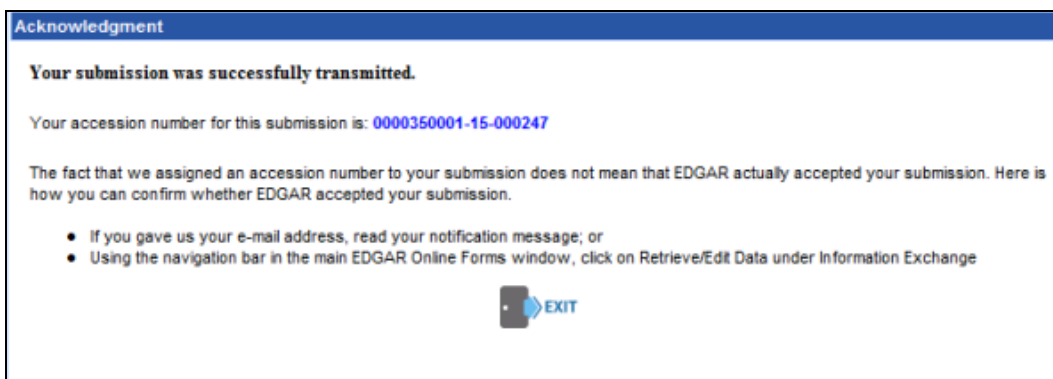 Acknowledgment
Your submission was successfully transmitted.
Your accession number for this submission is: 0000350001-15-000247
The fact that we assigned an accession number to your submission does not mean that EDGAR actually accepted your submission. Here is
how you can confirm whether EDGAR accepted your submission.
● If you gave us your e-mail address, read your notification message; or
● Using the navigation bar in the main EDGAR Online Forms window, click on Retrieve/Edit Data under Information Exchange
EXIT